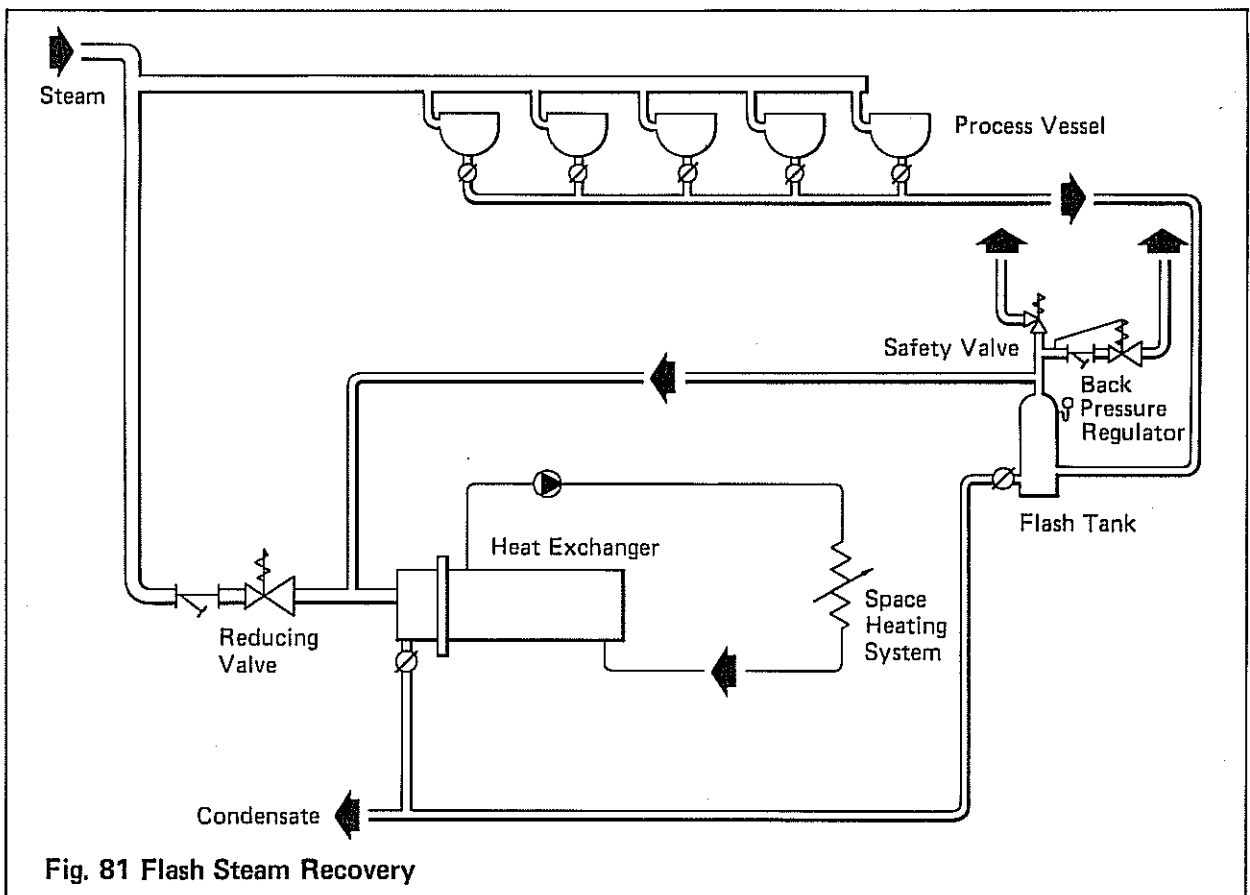 Steam
Process Vessel
Safety Valve
Back
Pressure
Regulator
Flash Tank
Heat Exchanger
Space
Heating
System
Reducing
Valve
Condensate
Fig. 81 Flash Steam Recovery